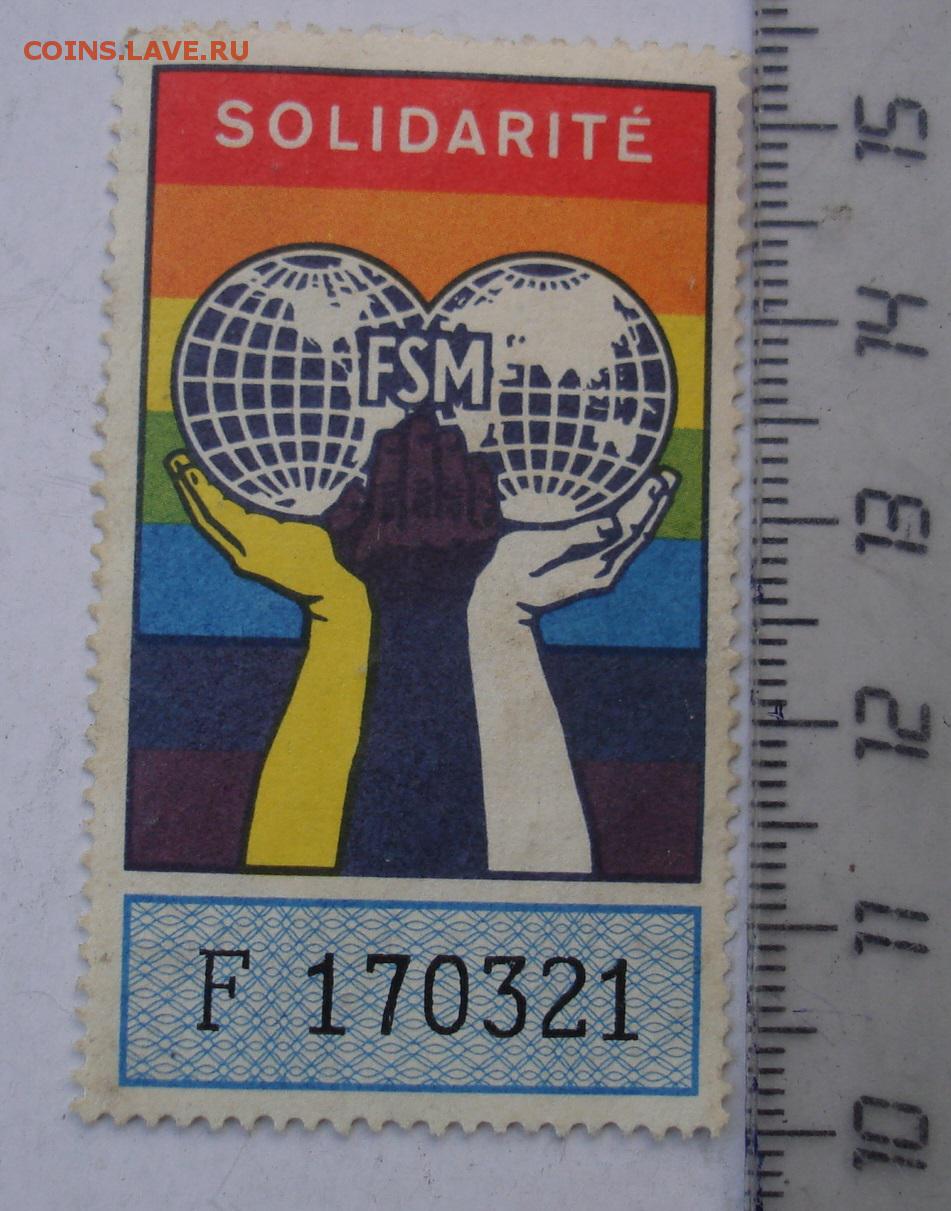 COINS.LAVE.RU
SOLIDARITÉ
FSM
F 170321
15
14
13
12
11
10